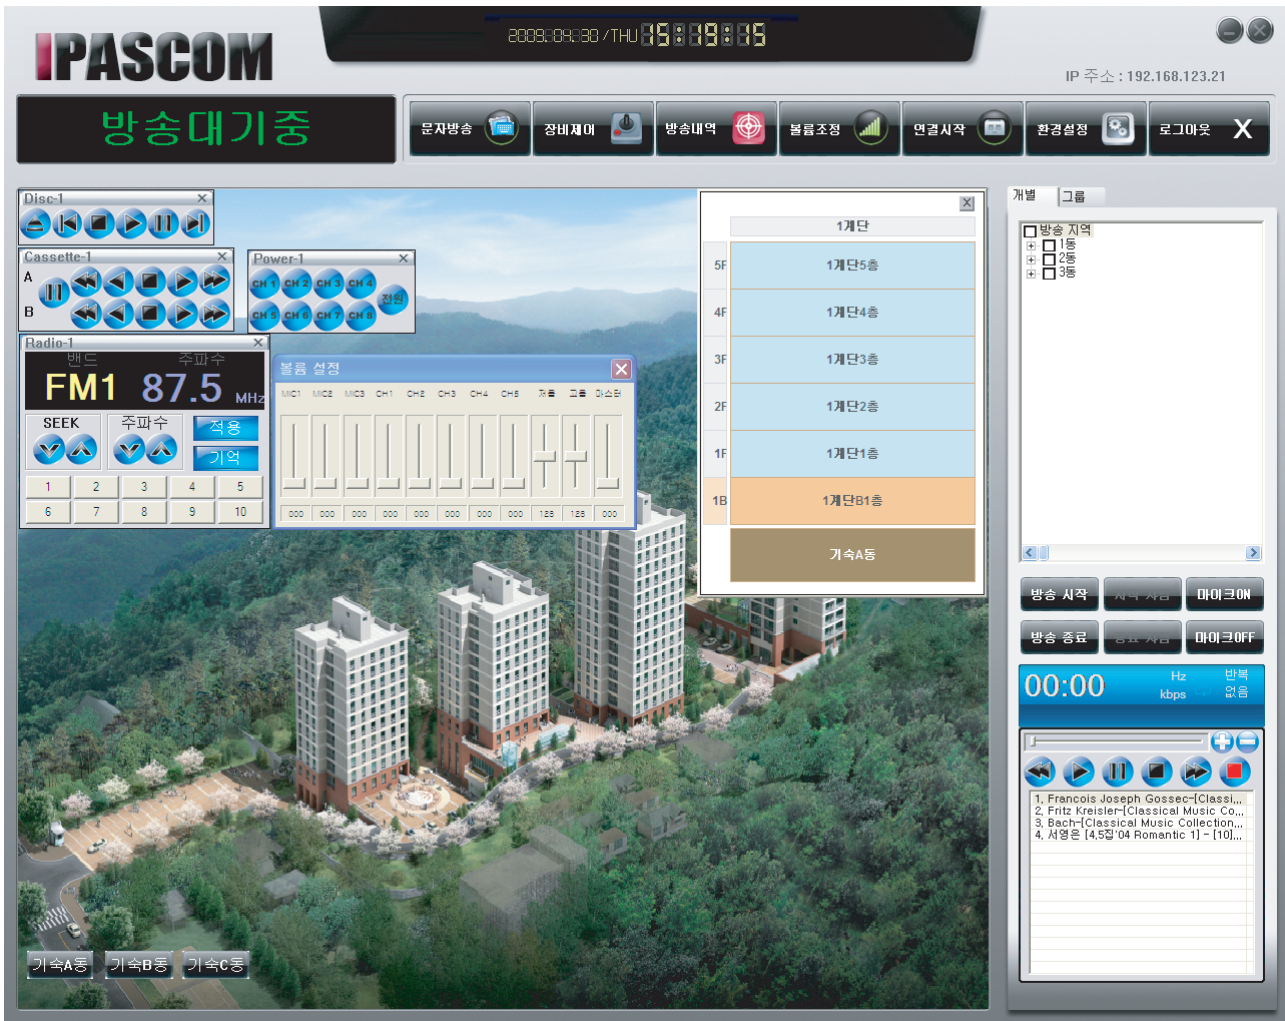 2009.04.30 /THU 15:19:15
IPASCOM
IP 주소 : 192.168.123.21
방송대기중
문자방송
장비제어
방송내역
볼륨조정
연결시작
환경설정
로그아웃 X
Disc-1
Cassette-1
A
B
Power-1
CH 1 CH 2 CH 3 CH 4
전원
CH 5 CH 6 CH 7 CH 8
Radio-1
밴드 주파수
FM1 87.5 MHz
SEEK 주파수 적용
기억
1 2 3 4 5
6 7 8 9 10
볼륨 설정
MIC1 MIC2 MIC3 CH1 CH2 CH3 CH4 CH5 저음 고음 마스터
000 000 000 000 000 000 000 000 128 128 000
1계단
5F 1계단5층
4F 1계단4층
3F 1계단3층
2F 1계단2층
1F 1계단1층
1B 1계단B1층
기숙A동
기숙A동 기숙B동 기숙C동
개별 그룹
방송 지역
1동
2동
3동
방송 시작 마이크ON
방송 종료 마이크OFF
00:00 Hz 반복
kbps 없음
1, Francois Joseph Gossec-[Classi,,,
2, Fritz Kreisler-[Classical Music Co,,,
3, Bach-[Classical Music Collection,,,
4, 서영은 [4,5집'04 Romantic 1] - [10],,,